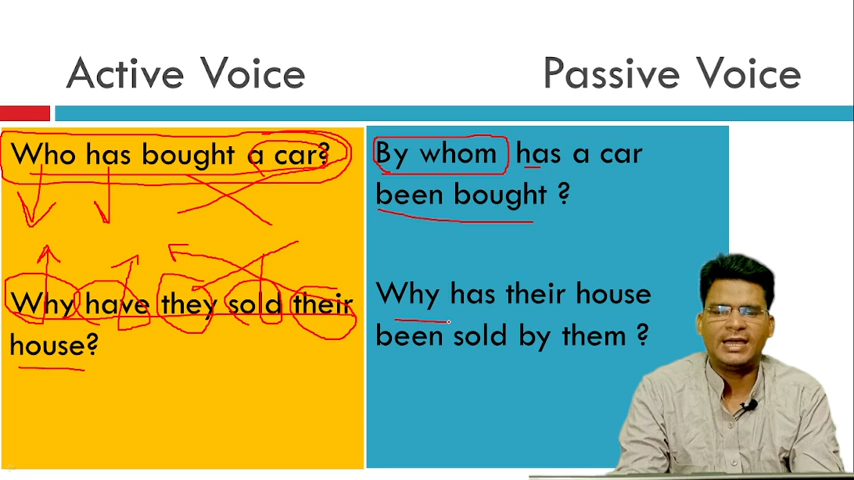 Active Voice
Passive Voice
Who has bought a car?
Why have they sold their
house?
By whom has a car
been bought ?
Why has their house
been sold by them ?